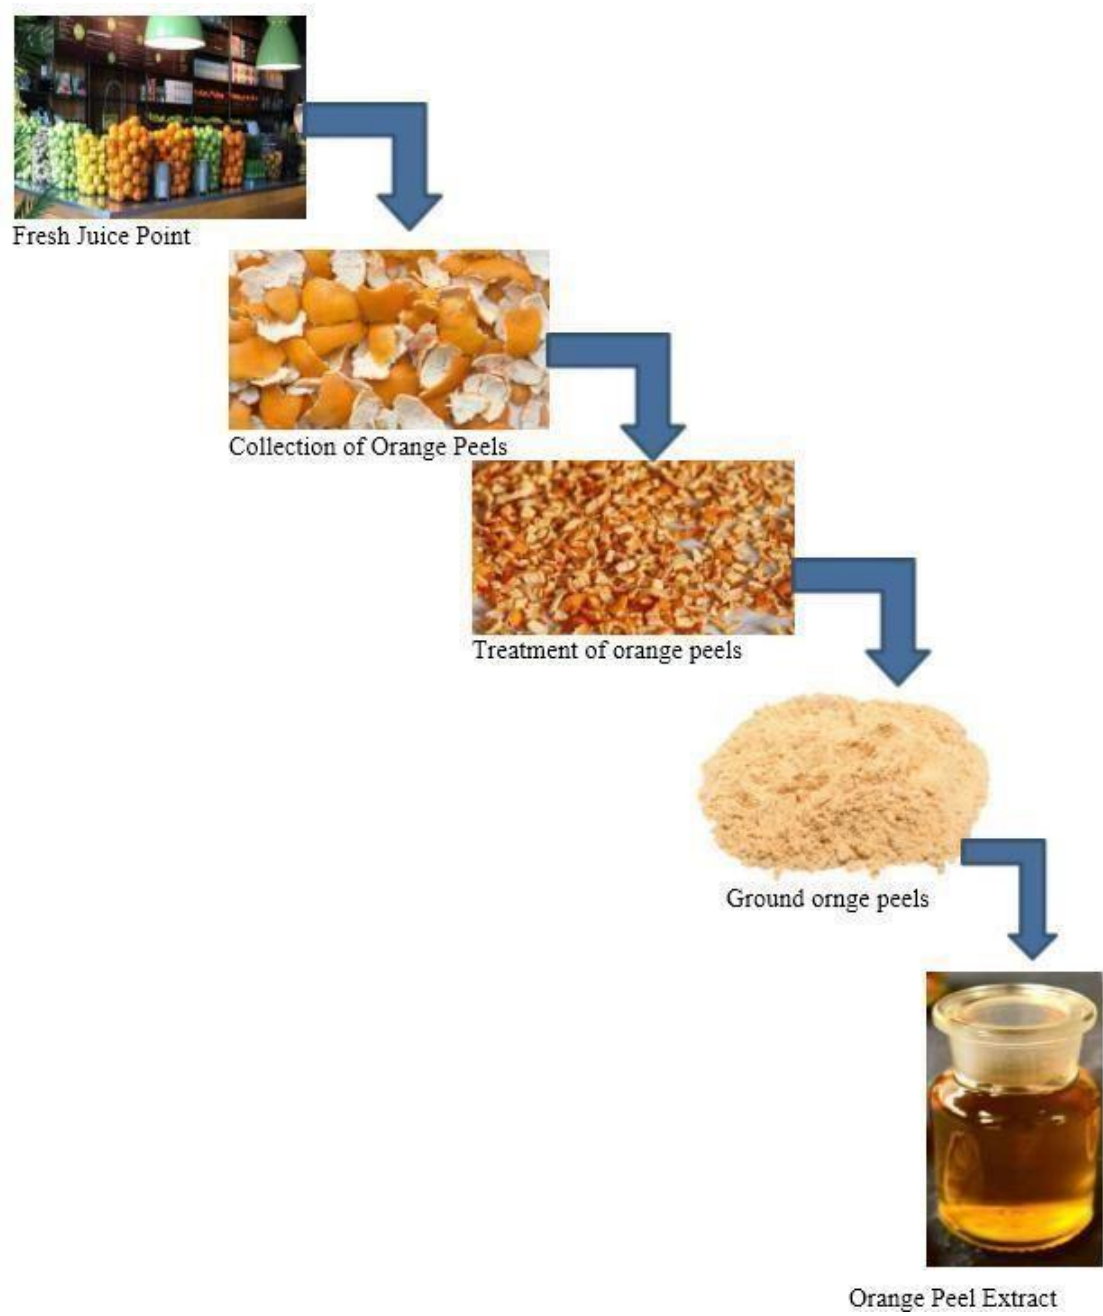 Fresh Juice Point
Collection of Orange Peels
Treatment of orange peels
Ground ornge peels
Orange Peel Extract